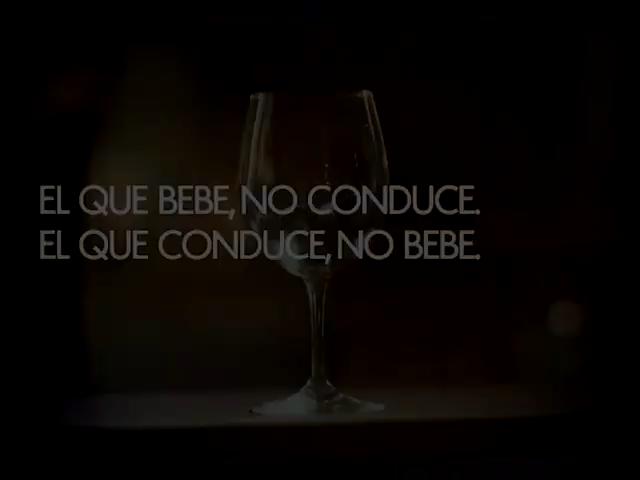 EL QUE BEBE, NO CONDUCE.
EL QUE CONDUCE, NO BEBE.